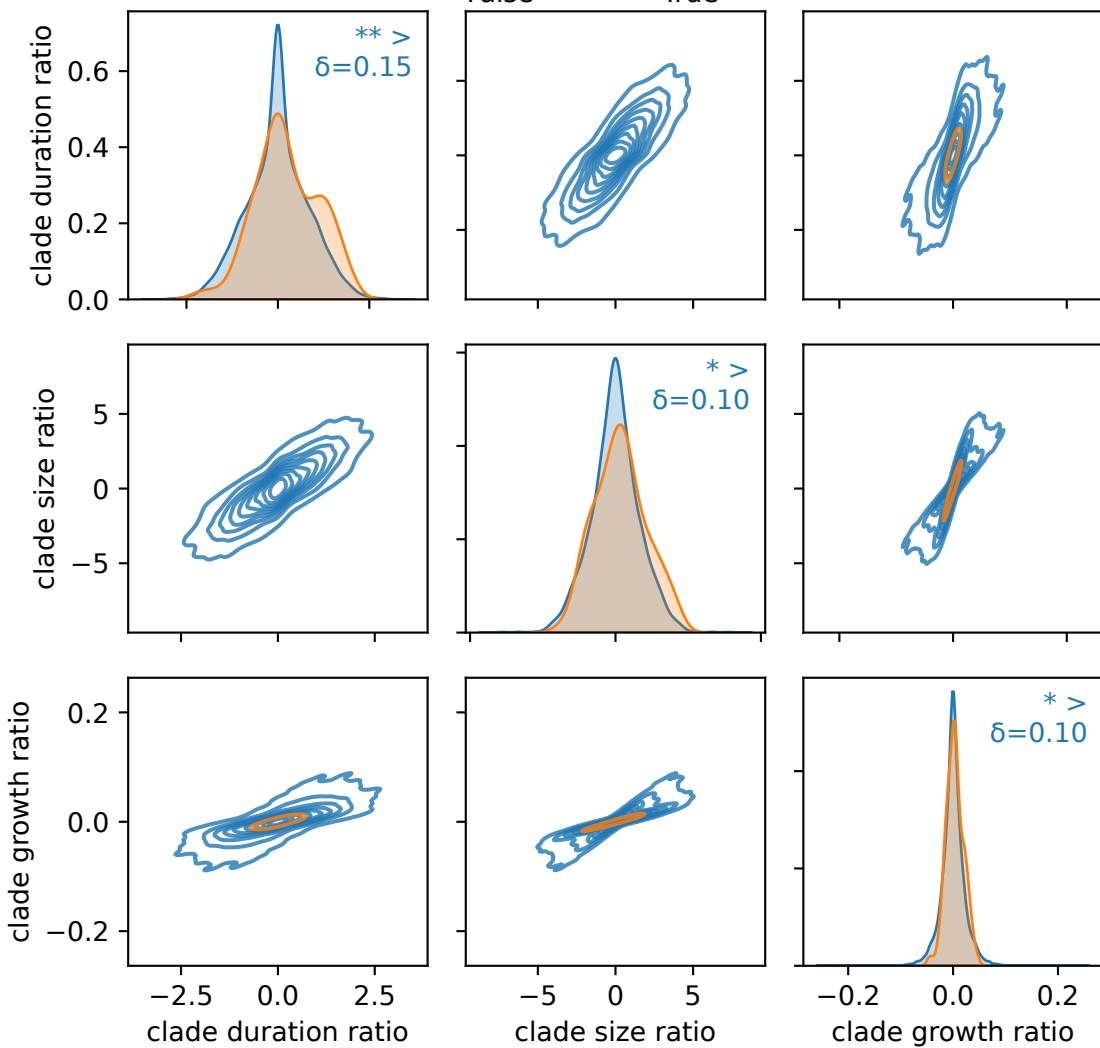 ** >
δ=0.15
clade duration ratio
0.6
0.4
0.2
0.0
* >
δ=0.10
clade size ratio
5
0
−5
* >
δ=0.10
clade growth ratio
0.2
0.0
−0.2
−2.5 0.0 2.5
−5 0 5
−0.2 0.0 0.2
clade duration ratio
clade size ratio
clade growth ratio